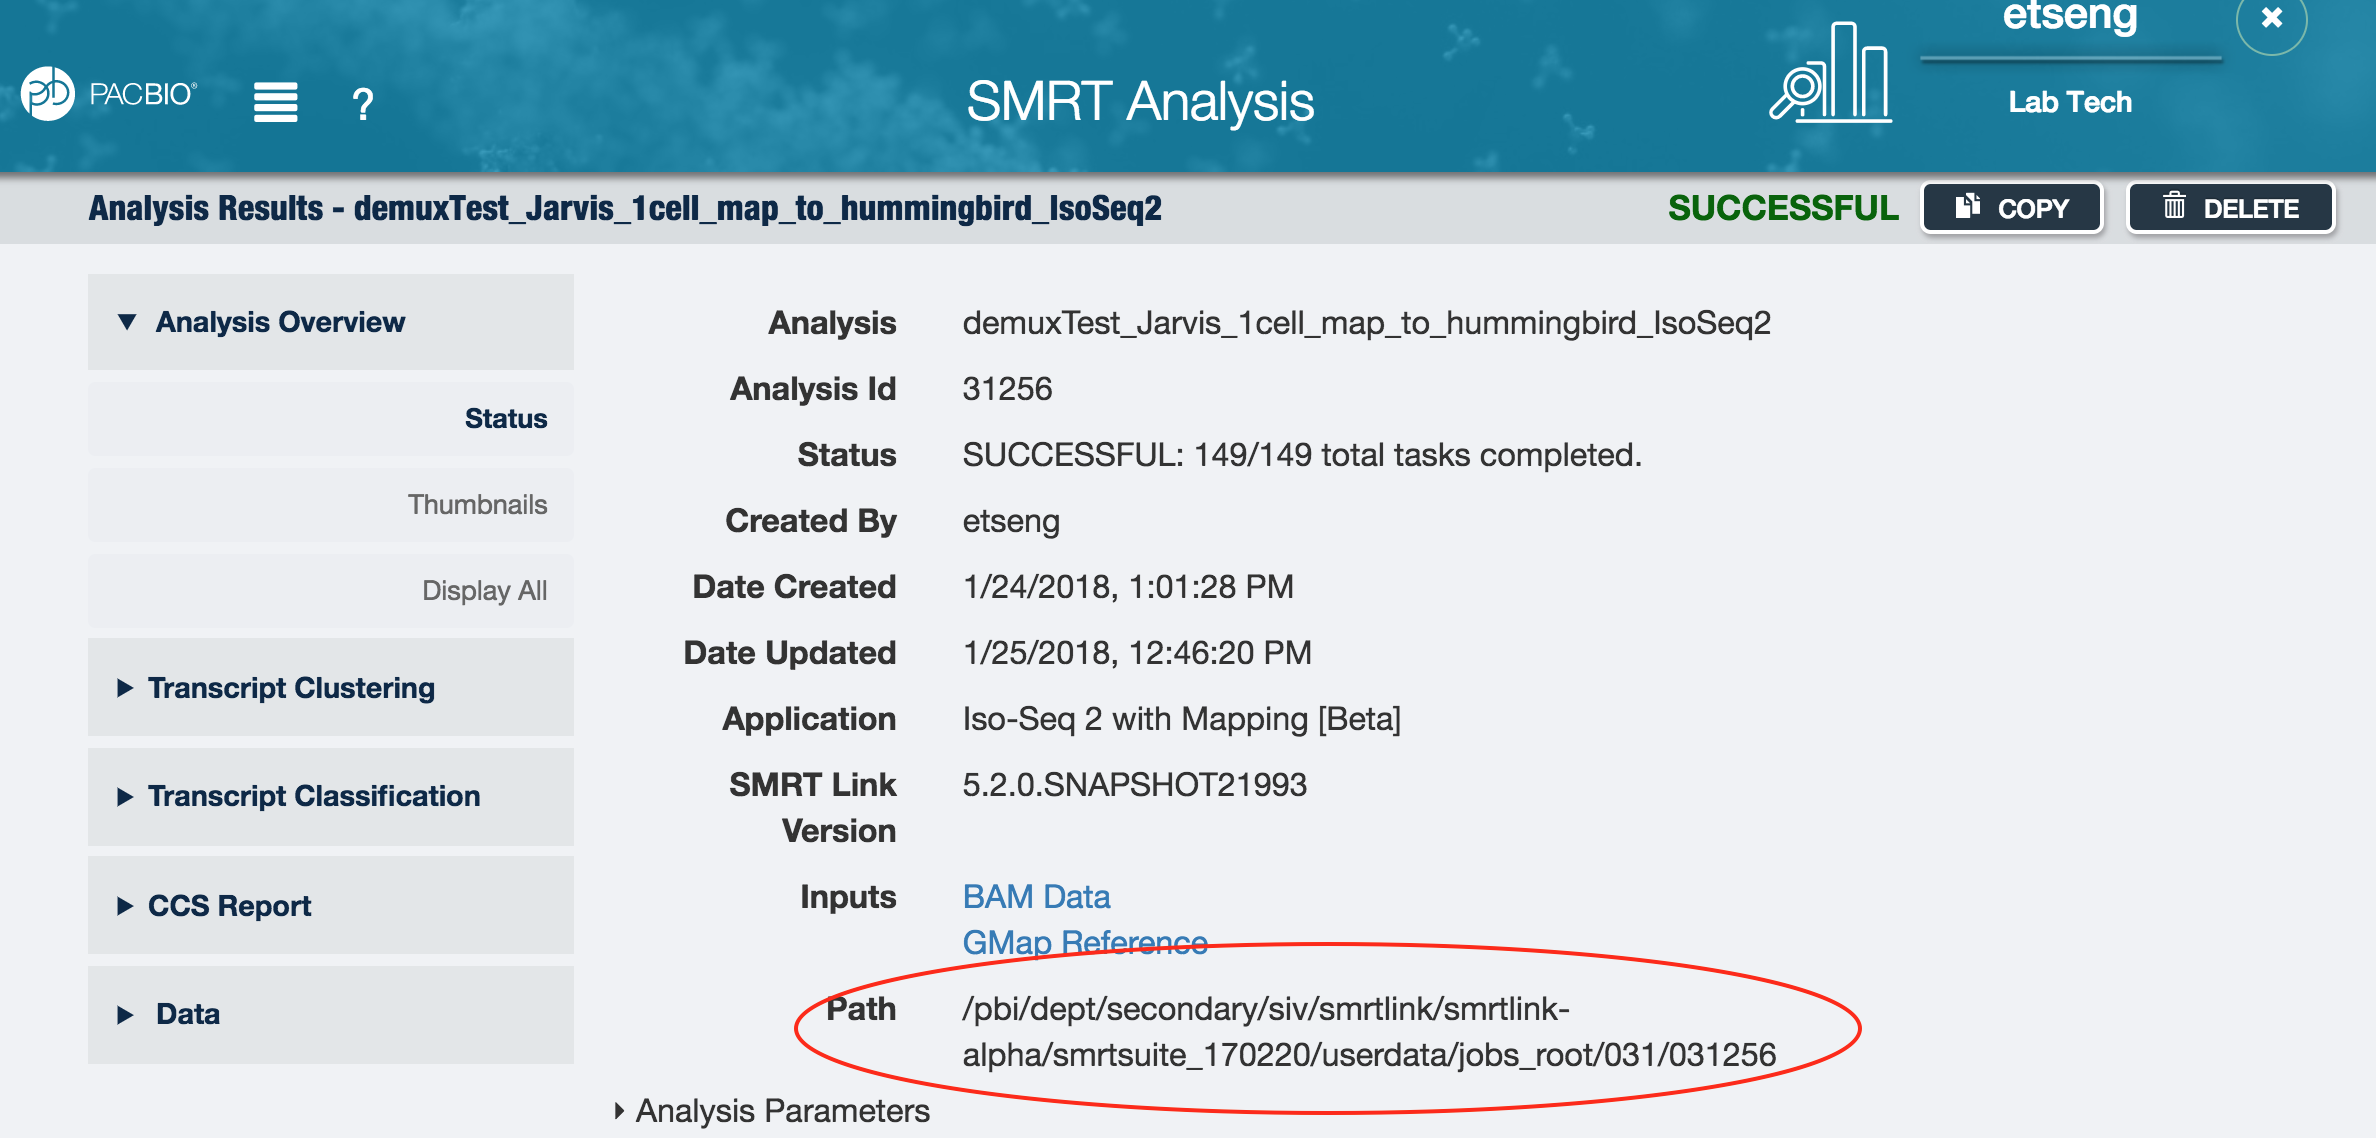 etseng
PACBIO®
?
SMRT Analysis
Lab Tech
Analysis Results - demuxTest_Jarvis_1cell_map_to_hummingbird_IsoSeq2
SUCCESSFUL
COPY
DELETE
Analysis Overview
Status
Thumbnails
Display All
Transcript Clustering
Transcript Classification
CCS Report
Data
Analysis demuxTest_Jarvis_1cell_map_to_hummingbird_IsoSeq2
Analysis Id 31256
Status SUCCESSFUL: 149/149 total tasks completed.
Created By etseng
Date Created 1/24/2018, 1:01:28 PM
Date Updated 1/25/2018, 12:46:20 PM
Application Iso-Seq 2 with Mapping [Beta]
SMRT Link 5.2.0.SNAPSHOT21993
Version
Inputs BAM Data
GMap Reference
Path /pbi/dept/secondary/siv/smrtlink/smrtlink-
alpha/smrtsuite_170220/userdata/jobs_root/031/031256
Analysis Parameters